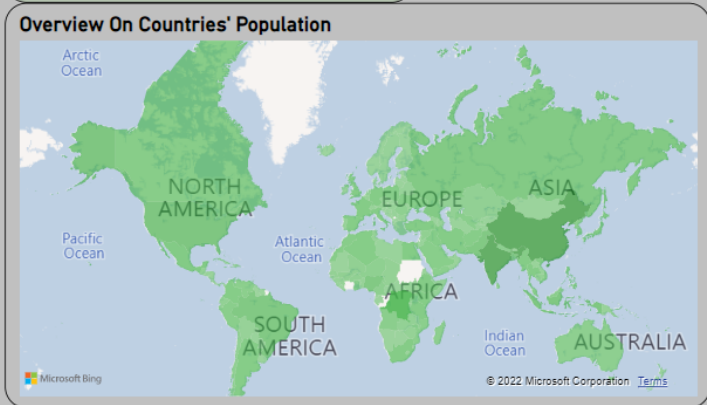 Overview On Countries' Population
Arctic
Ocean
NORTH
AMERICA
EUROPE
ASIA
Pacific
Ocean
Atlantic
Ocean
AFRICA
SOUTH
AMERICA
Indian
Ocean
AUSTRALIA
Microsoft Bing
© 2022 Microsoft Corporation Terms